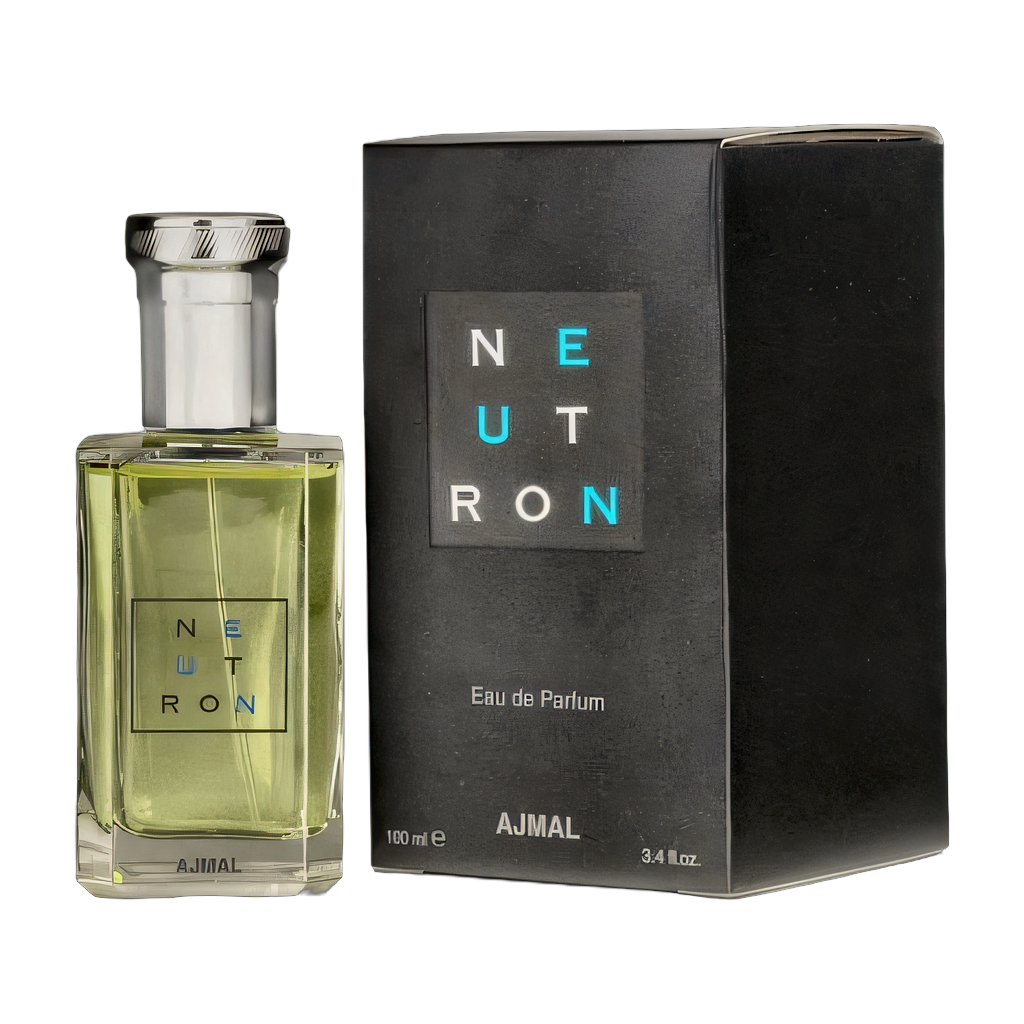 N E
U T
R O N
AJMAL
N E
U T
R O N
Eau de Parfum
AJMAL
100 ml e
3.4 fl.oz.